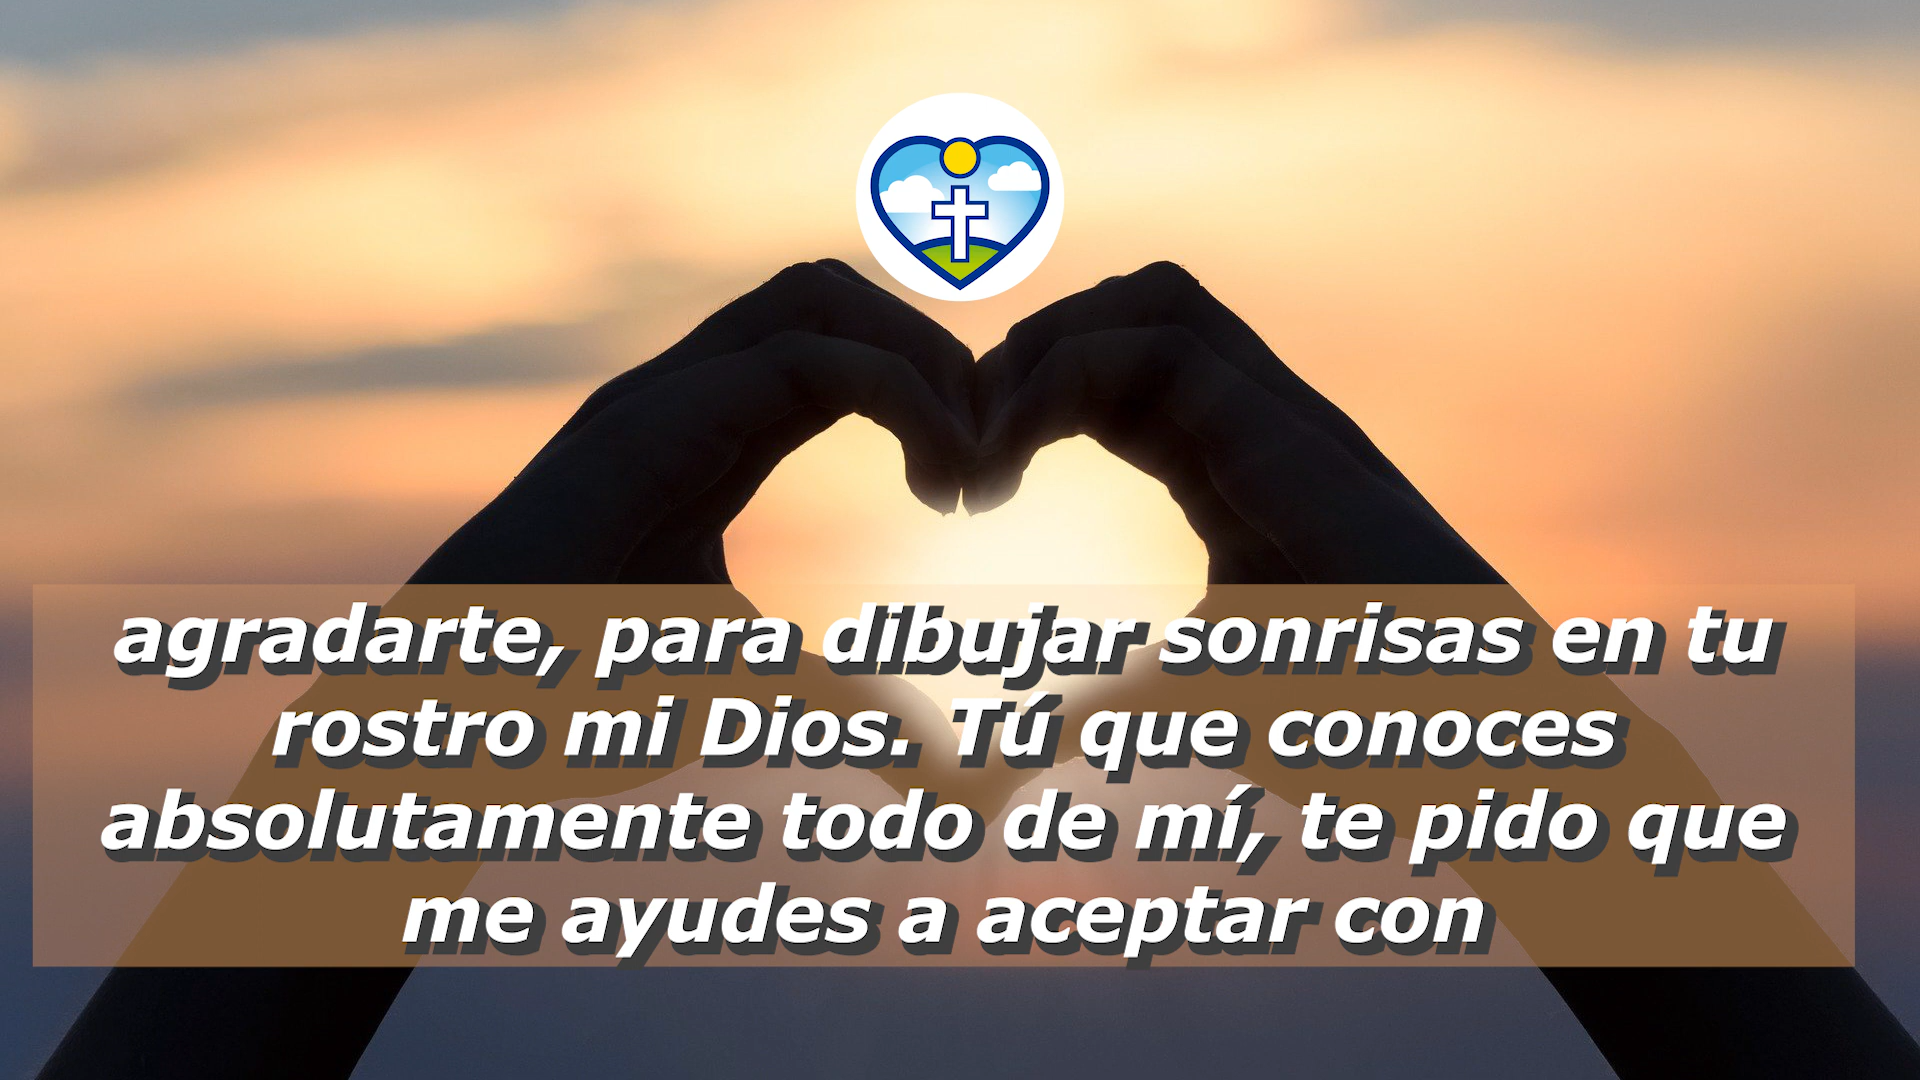 agradarte, para dibujar sonrisas en tu
rostro mi Dios. Tú que conoces
absolutamente todo de mí, te pido que
me ayudes a aceptar con